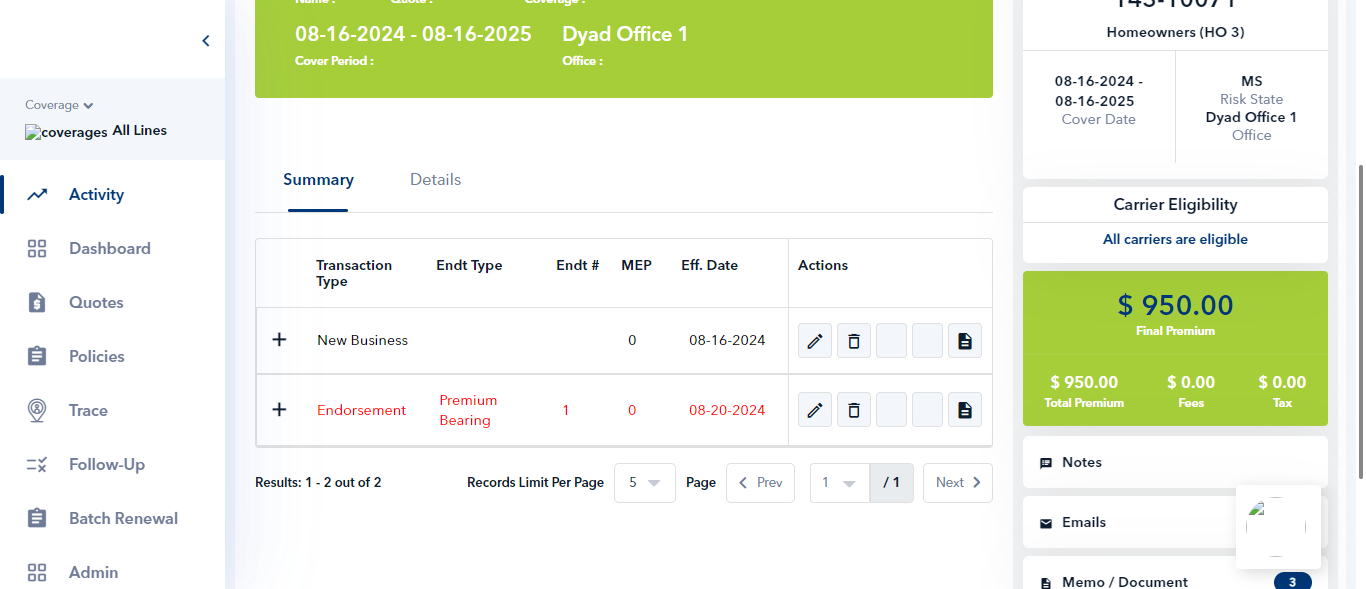 Name :
Quote :
Coverage :
08-16-2024 - 08-16-2025
Dyad Office 1
Cover Period :
Office :
Coverage
coverages All Lines
Activity
Dashboard
Quotes
Policies
Trace
Follow-Up
Batch Renewal
Admin
Summary
Details
Transaction
Type
Endt Type
Endt #
MEP
Eff. Date
Actions
New Business
0
08-16-2024
Endorsement
Premium
Bearing
1
0
08-20-2024
Results: 1 - 2 out of 2
Records Limit Per Page
5
Page
Prev
1
/ 1
Next
143-10071
Homeowners (HO 3)
08-16-2024 -
08-16-2025
Cover Date
MS
Risk State
Dyad Office 1
Office
Carrier Eligibility
All carriers are eligible
$ 950.00
Final Premium
$ 950.00
Total Premium
$ 0.00
Fees
$ 0.00
Tax
Notes
Emails
Memo / Document
3